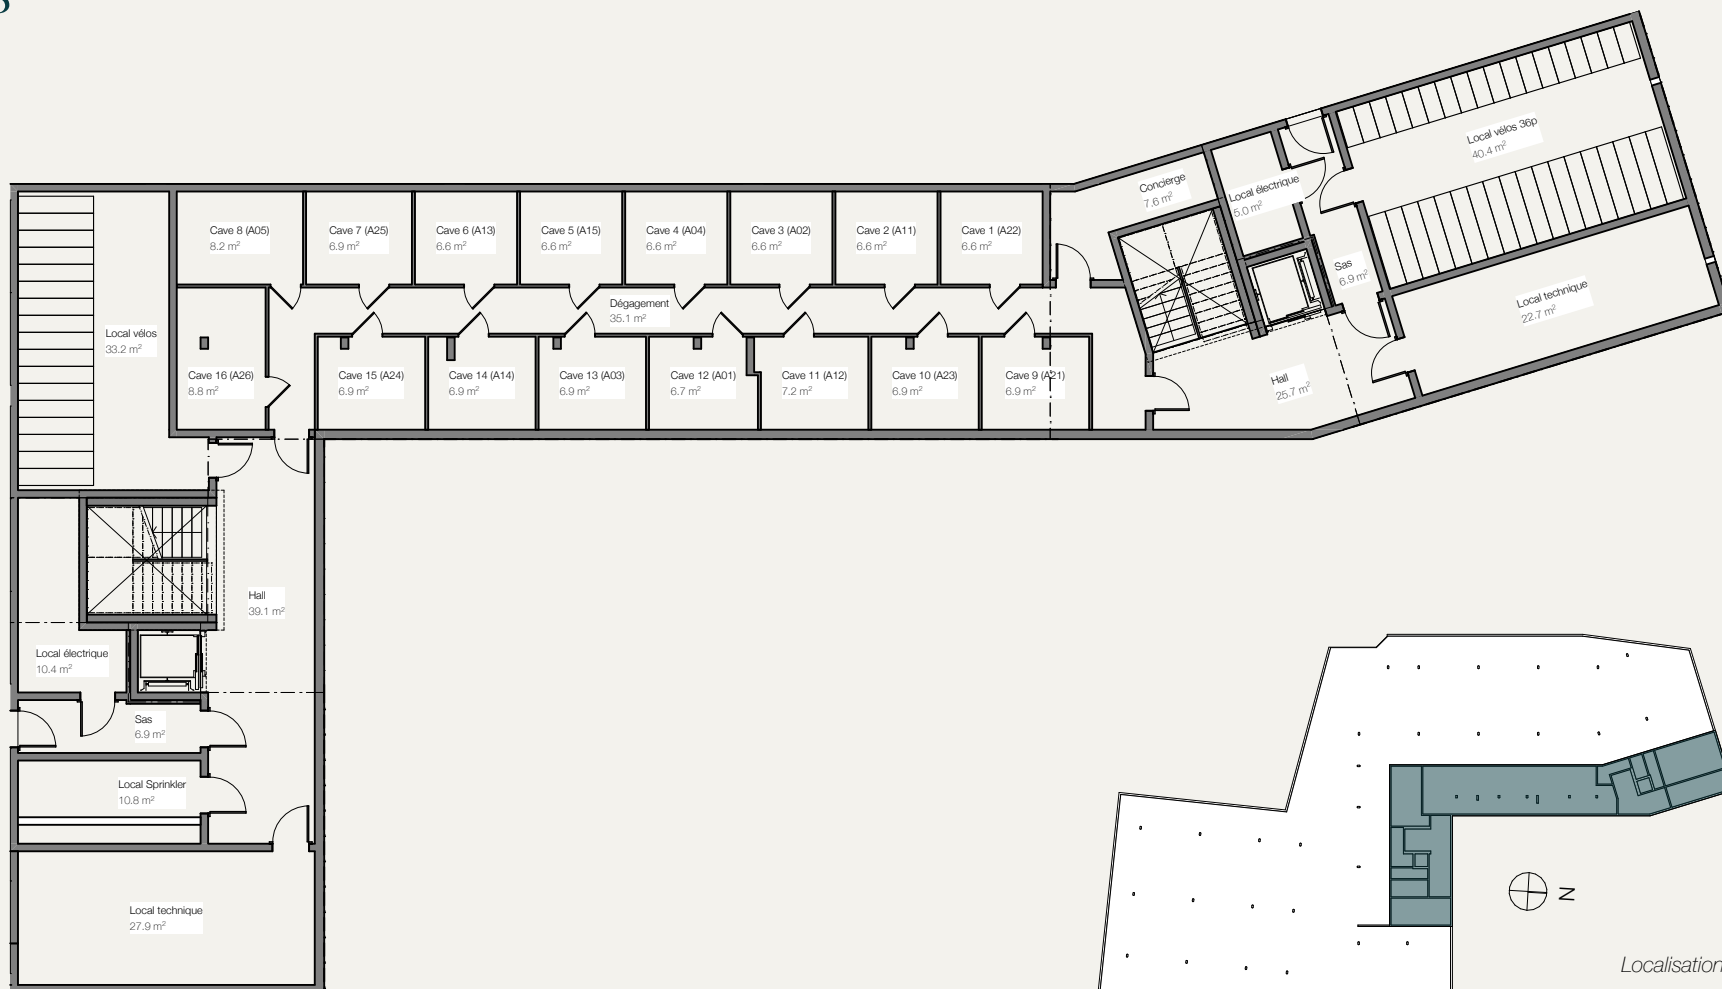 Local vélos 36p
40.4 m²
Concierge
7.6 m²
Local électrique
5.0 m²
Cave 8 (A05)
8.2 m²
Cave 7 (A25)
6.9 m²
Cave 6 (A13)
6.6 m²
Cave 5 (A15)
6.6 m²
Cave 4 (A04)
6.6 m²
Cave 3 (A02)
6.6 m²
Cave 2 (A11)
6.6 m²
Cave 1 (A22)
6.6 m²
Sas
6.9 m²
Local technique
22.7 m²
Dégagement
35.1 m²
Local vélos
33.2 m²
Cave 16 (A26)
8.8 m²
Cave 15 (A24)
6.9 m²
Cave 14 (A14)
6.9 m²
Cave 13 (A03)
6.9 m²
Cave 12 (A01)
6.7 m²
Cave 11 (A12)
7.2 m²
Cave 10 (A23)
6.9 m²
Cave 9 (A21)
6.9 m²
Hall
25.7 m²
Hall
39.1 m²
Local électrique
10.4 m²
Sas
6.9 m²
Local Sprinkler
10.8 m²
Local technique
27.9 m²
N
Localisation